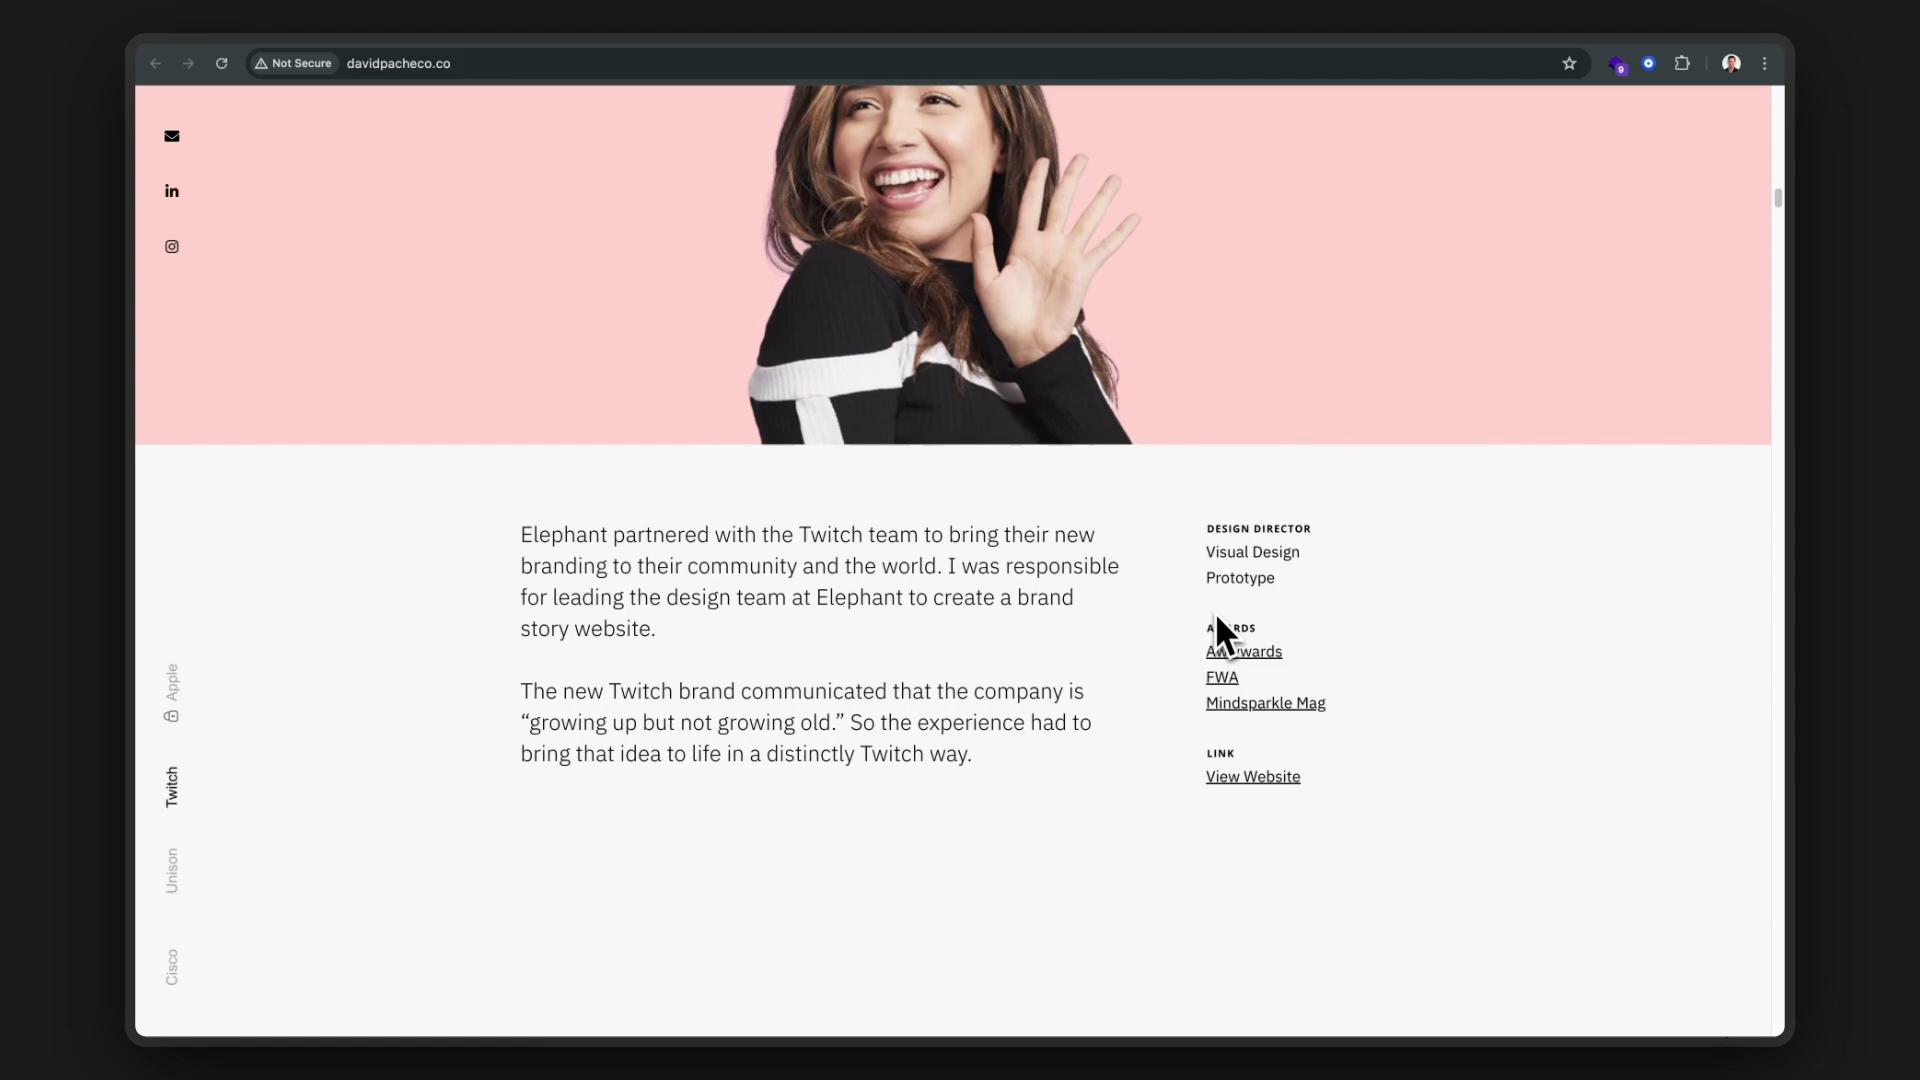 Not Secure
davidpacheco.co
9
in
Elephant partnered with the Twitch team to bring their new
branding to their community and the world. I was responsible
for leading the design team at Elephant to create a brand
story website.
The new Twitch brand communicated that the company is
“growing up but not growing old.” So the experience had to
bring that idea to life in a distinctly Twitch way.
DESIGN DIRECTOR
Visual Design
Prototype
FWA
Mindsparkle Mag
LINK
View Website
Apple
Twitch
Unison
Cisco